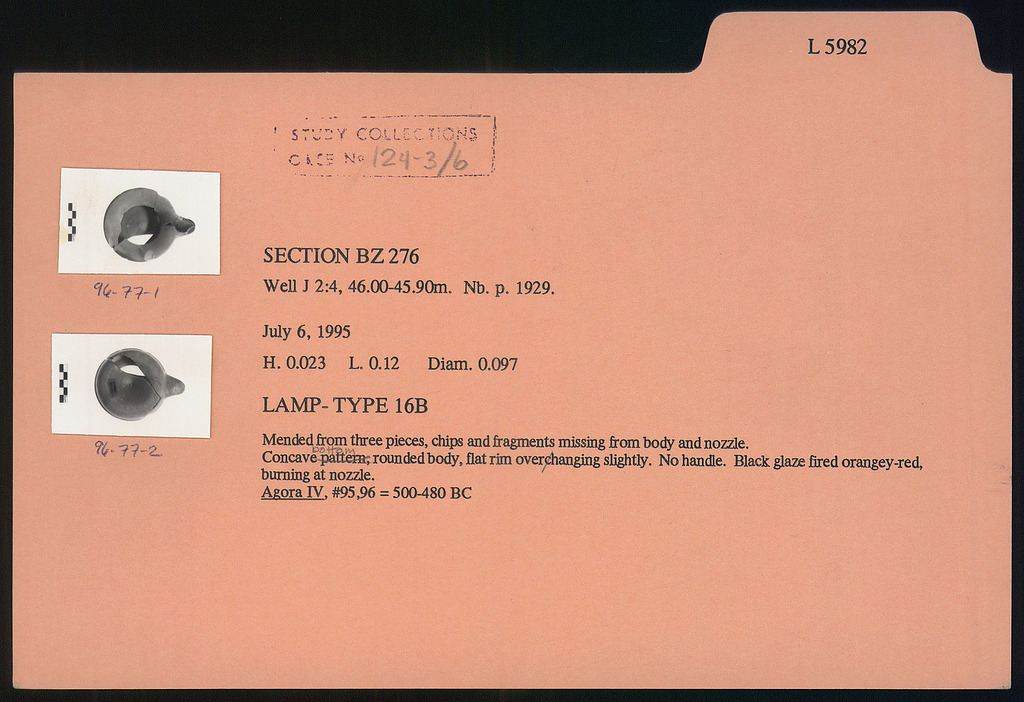 L 5982
STUDY COLLECTIONS
CASE No 124-3/6
96-77-1
96-77-2
SECTION BZ 276
Well J 2:4, 46.00-45.90m. Nb. p. 1929.
July 6, 1995
H. 0.023 L. 0.12 Diam. 0.097
LAMP- TYPE 16B
Mended from three pieces, chips and fragments missing from body and nozzle.
bottom
Concave pattern, rounded body, flat rim overchanging slightly. No handle. Black glaze fired orangey-red,
burning at nozzle.
Agora IV, #95,96 = 500-480 BC